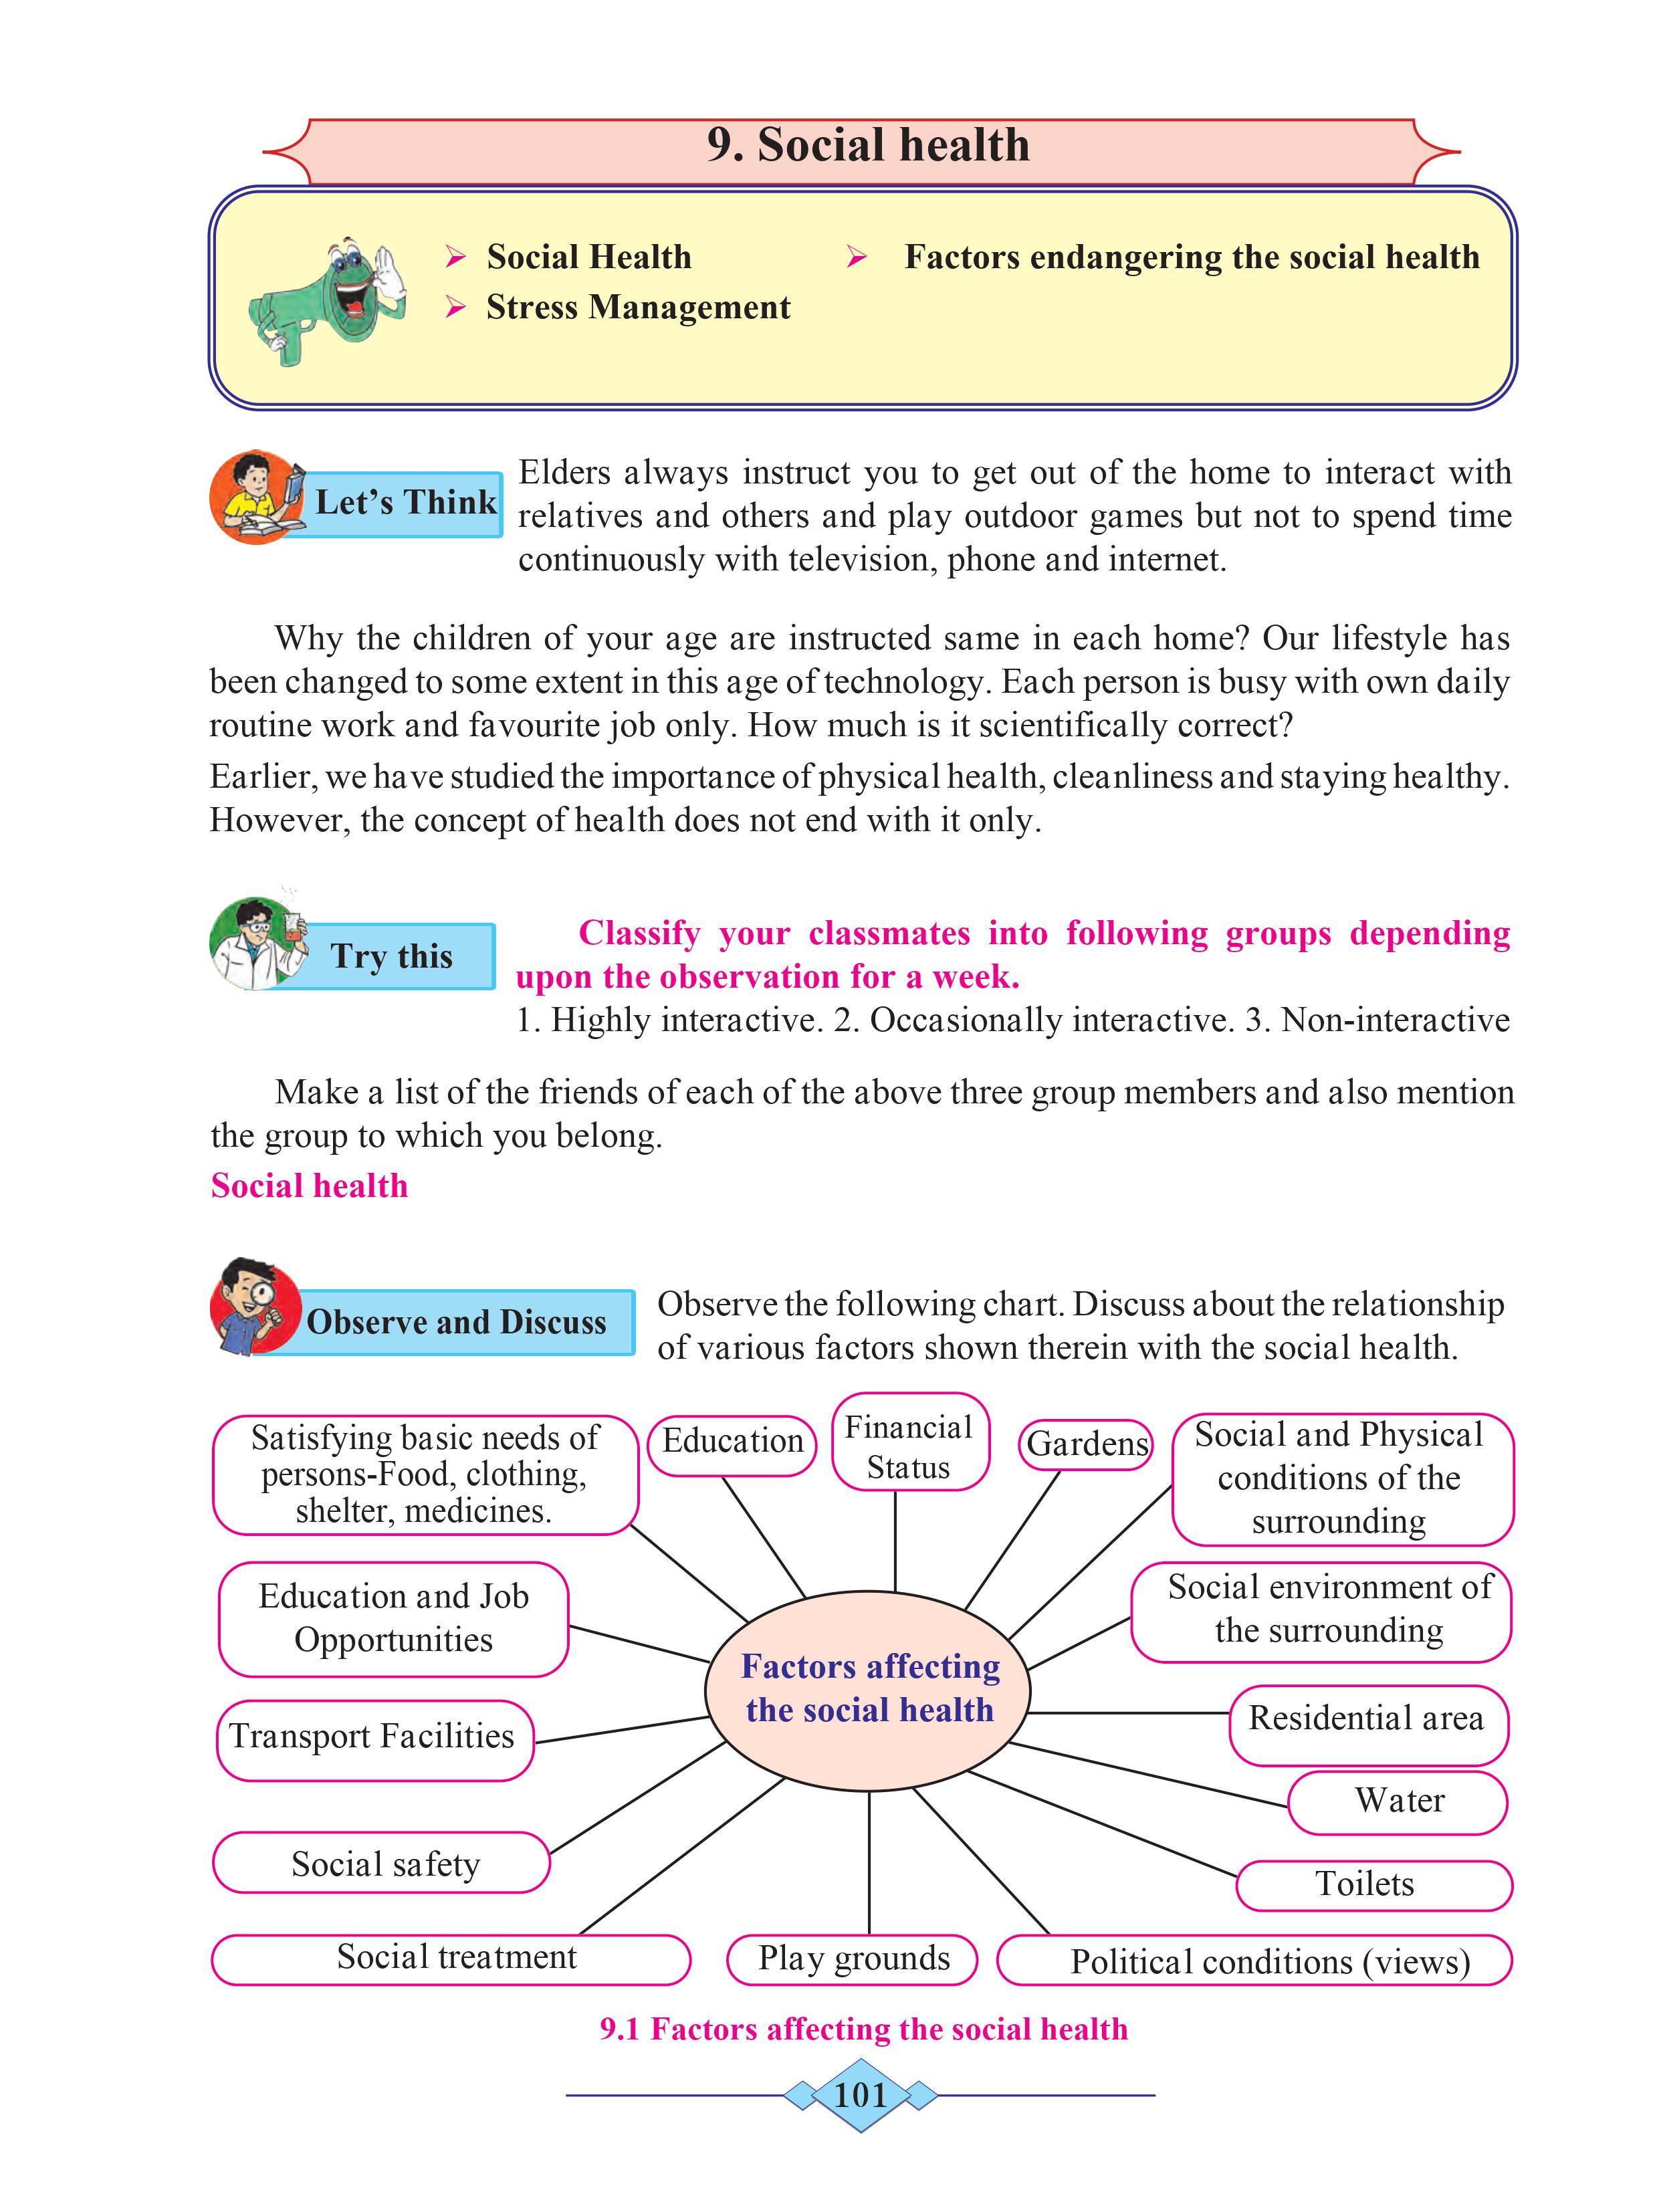 9. Social health
Social Health
Factors endangering the social health
Stress Management
Let's Think
Elders always instruct you to get out of the home to interact with
relatives and others and play outdoor games but not to spend time
continuously with television, phone and internet.
Why the children of your age are instructed same in each home? Our lifestyle has
been changed to some extent in this age of technology. Each person is busy with own daily
routine work and favourite job only. How much is it scientifically correct?
Earlier, we have studied the importance of physical health, cleanliness and staying healthy.
However, the concept of health does not end with it only.
Try this
Classify your classmates into following groups depending
upon the observation for a week.
1. Highly interactive. 2. Occasionally interactive. 3. Non-interactive
Make a list of the friends of each of the above three group members and also mention
the group to which you belong.
Social health
Observe and Discuss
Observe the following chart. Discuss about the relationship
of various factors shown therein with the social health.
Satisfying basic needs of
persons-Food, clothing,
shelter, medicines.
Education
Financial
Status
Gardens
Social and Physical
conditions of the
surrounding
Education and Job
Opportunities
Social environment of
the surrounding
Factors affecting
the social health
Transport Facilities
Residential area
Water
Social safety
Toilets
Social treatment
Play grounds
Political conditions (views)
9.1 Factors affecting the social health
101